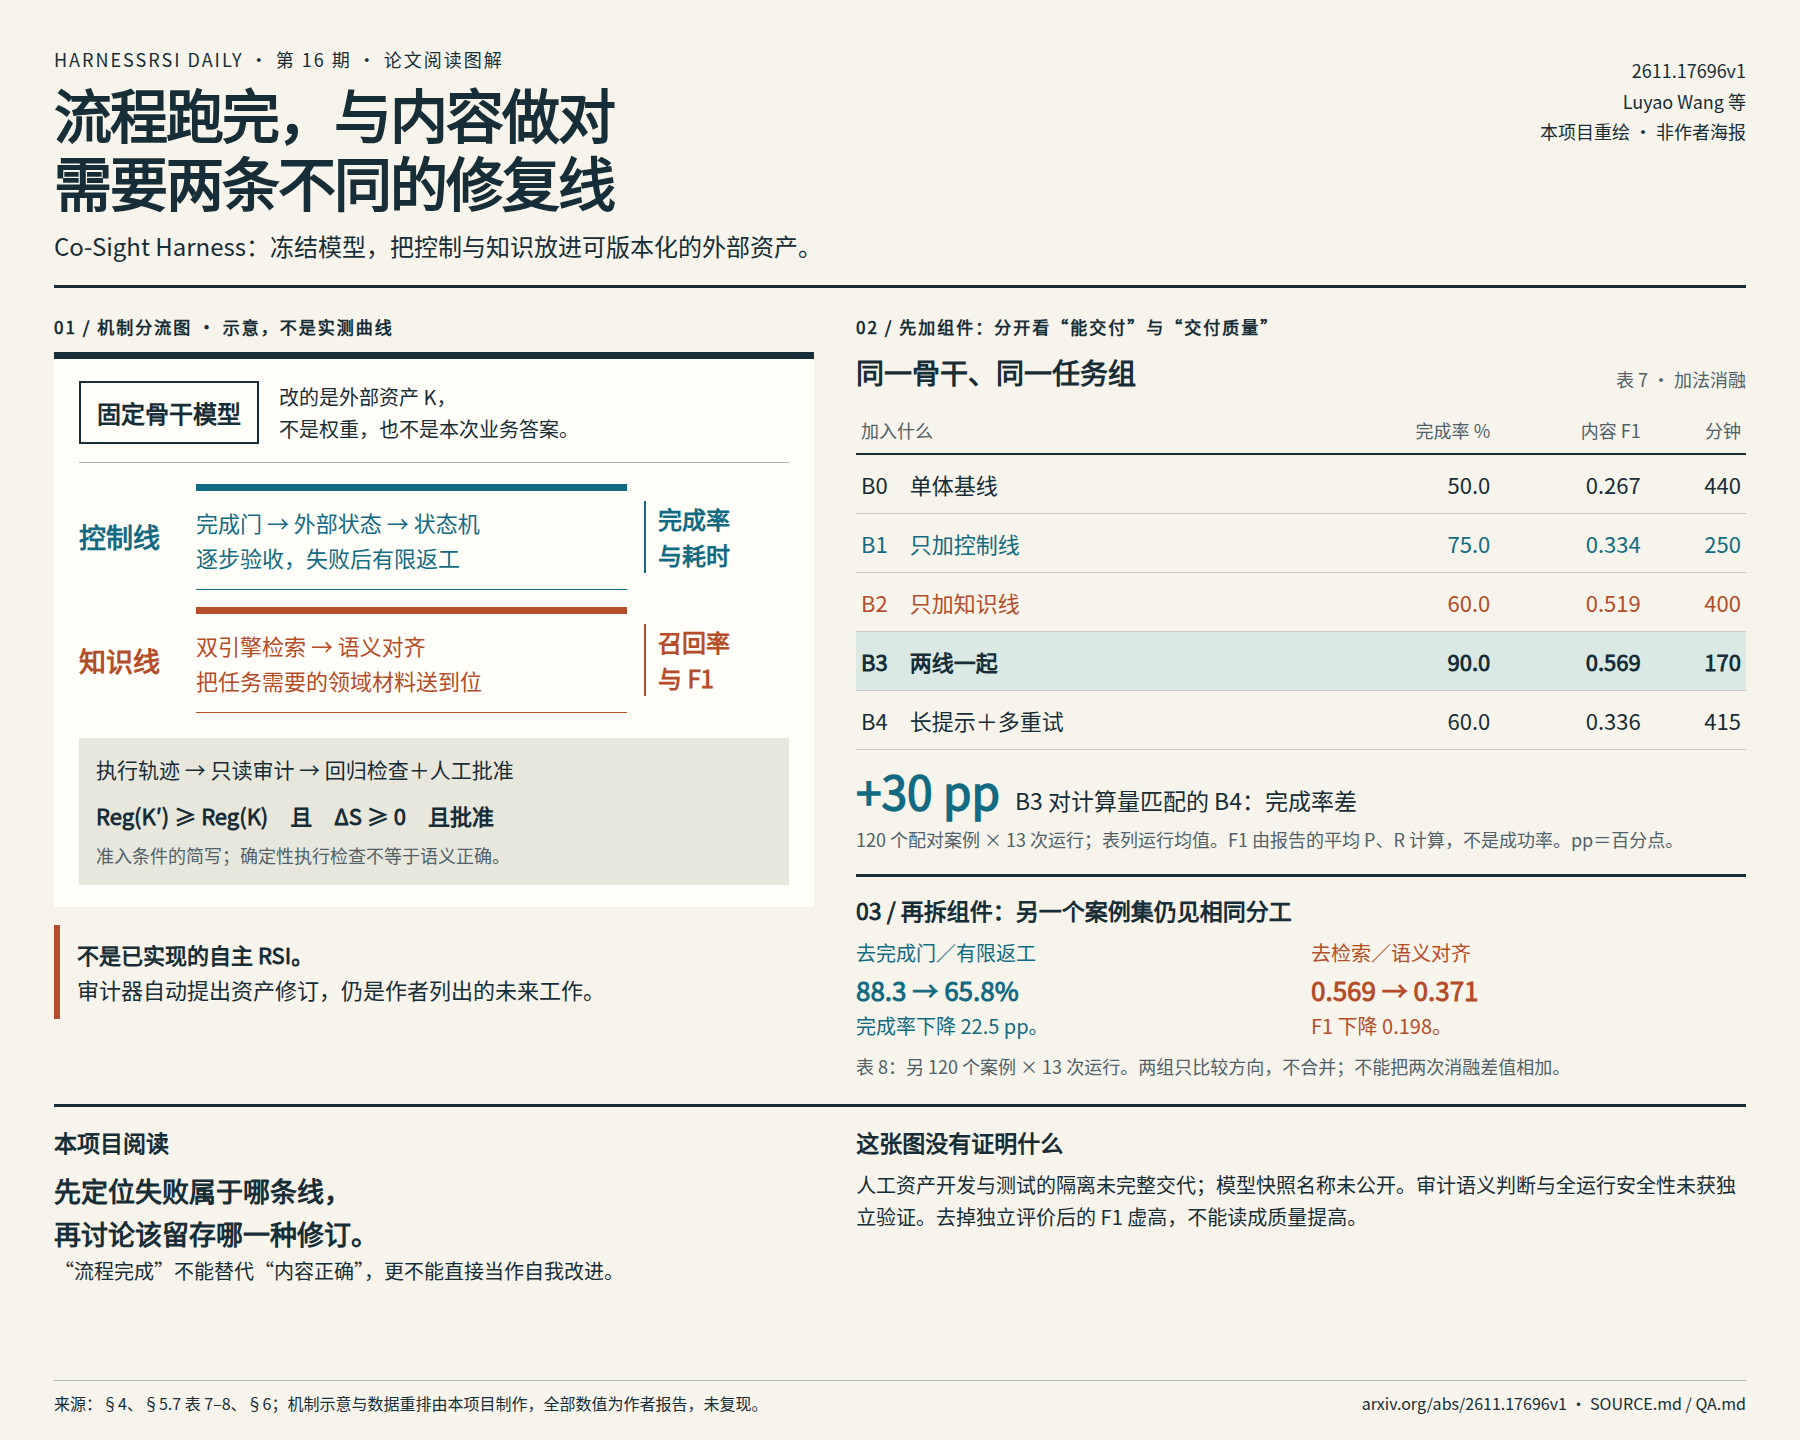 HARNESSRSI DAILY • 第 16 期 • 论文阅读图解
流程跑完，与内容做对
需要两条不同的修复线
Co-Sight Harness：冻结模型，把控制与知识放进可版本化的外部资产。
2611.17696v1
Luyao Wang 等
本项目重绘 • 非作者海报
01 / 机制分流图 • 示意，不是实测曲线
固定骨干模型
改的是外部资产 K，
不是权重，也不是本次业务答案。
控制线
完成门 → 外部状态 → 状态机
逐步验收，失败后有限返工
完成率
与耗时
知识线
双引擎检索 → 语义对齐
把任务需要的领域材料送到位
召回率
与 F1
执行轨迹 → 只读审计 → 回归检查＋人工批准
Reg(K′) ⩾ Reg(K) 且 ΔS ⩾ 0 且批准
准入条件的简写；确定性执行检查不等于语义正确。
不是已实现的自主 RSI。
审计器自动提出资产修订，仍是作者列出的未来工作。
02 / 先加组件：分开看“能交付”与“交付质量”
同一骨干、同一任务组
表 7 • 加法消融
加入什么 完成率 % 内容 F1 分钟
B0 单体基线 50.0 0.267 440
B1 只加控制线 75.0 0.334 250
B2 只加知识线 60.0 0.519 400
B3 两线一起 90.0 0.569 170
B4 长提示＋多重试 60.0 0.336 415
+30 pp B3 对计算量匹配的 B4：完成率差
120 个配对案例 × 13 次运行；表列运行均值。F1 由报告的平均 P、R 计算，不是成功率。pp＝百分点。
03 / 再拆组件：另一个案例集仍见相同分工
去完成门／有限返工
88.3 → 65.8%
完成率下降 22.5 pp。
去检索／语义对齐
0.569 → 0.371
F1 下降 0.198。
表 8：另 120 个案例 × 13 次运行。两组只比较方向，不合并；不能把两次消融差值相加。
本项目阅读
先定位失败属于哪条线，
再讨论该留存哪一种修订。
“流程完成”不能替代“内容正确”，更不能直接当作自我改进。
这张图没有证明什么
人工资产开发与测试的隔离未完整交代；模型快照名称未公开。审计语义判断与全运行安全性未获独
立验证。去掉独立评价后的 F1 虚高，不能读成质量提高。
来源：§4、§5.7 表 7–8、§6；机制示意与数据重排由本项目制作，全部数值为作者报告，未复现。
arxiv.org/abs/2611.17696v1 • SOURCE.md / QA.md